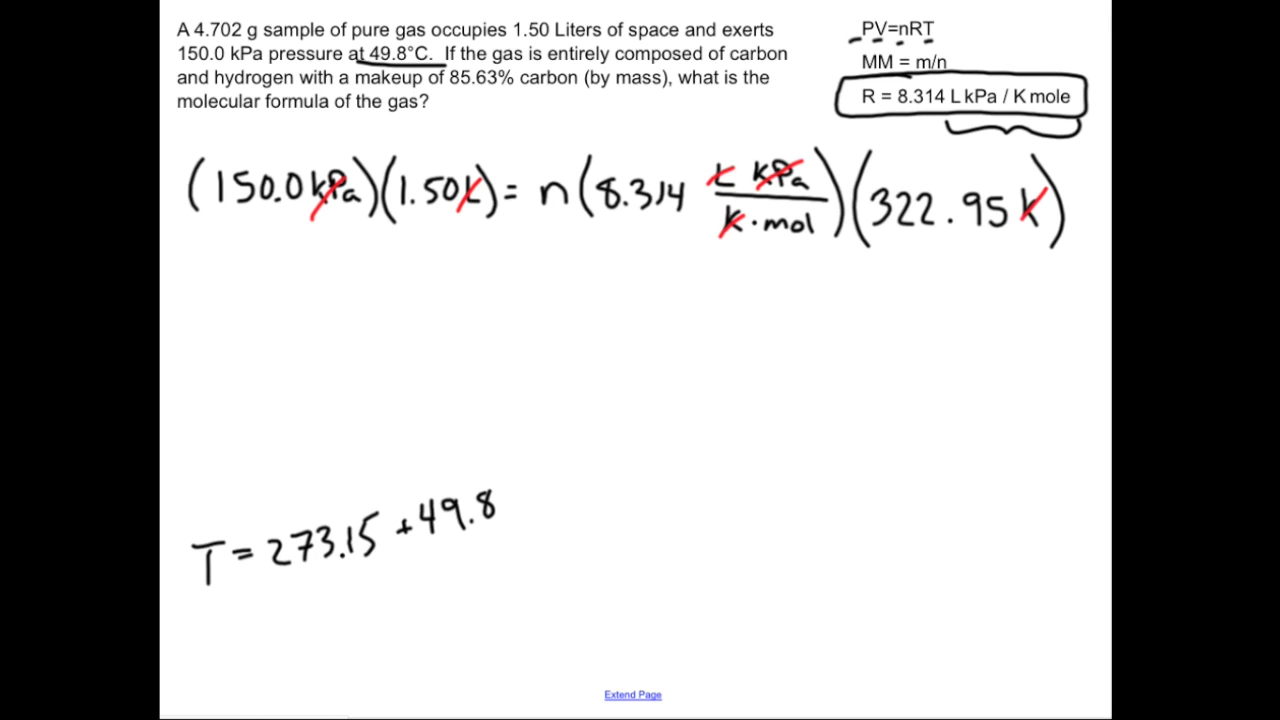 A 4.702 g sample of pure gas occupies 1.50 Liters of space and exerts
150.0 kPa pressure at 49.8°C. If the gas is entirely composed of carbon
and hydrogen with a makeup of 85.63% carbon (by mass), what is the
molecular formula of the gas?
PV=nRT
MM = m/n
R = 8.314 L kPa / K mole
(150.0 kPa)(1.50 L) = n(8.314 L kPa / K · mol)(322.95 K)
T = 273.15 + 49.8
Extend Page